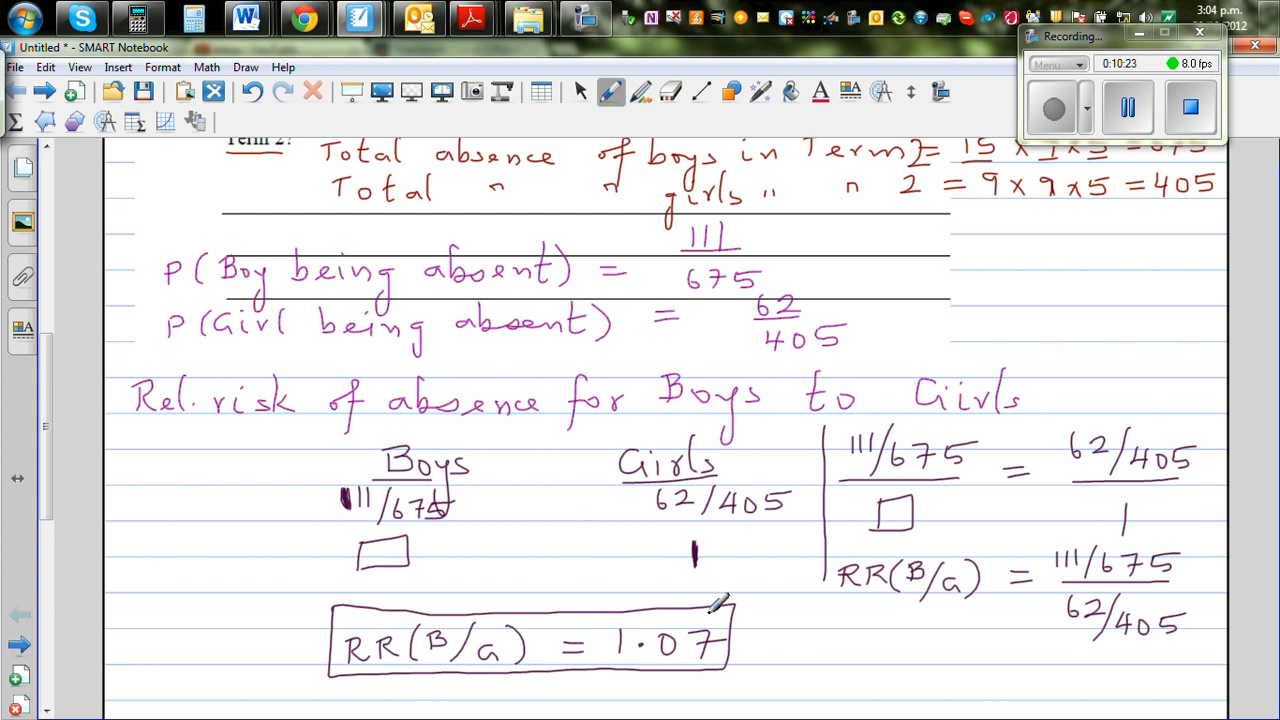 3:04 p.m.
2012
Untitled * - SMART Notebook
Recording...
File Edit View Insert Format Math Draw Help
Menu 0:10:23 8.0 fps
Term 2?
Total absence of boys in Term 2 = 15 × 9 × 5 = 675
Total " " girls " " 2 = 9 × 9 × 5 = 405
P(Boy being absent) = 111/675
P(Girl being absent) = 62/405
Rel. risk of absence for Boys to Girls
Boys Girls
111/675 62/405
1
111/675 = 62/405
1
RR(B/G) = 111/675
62/405
RR(B/G) = 1.07